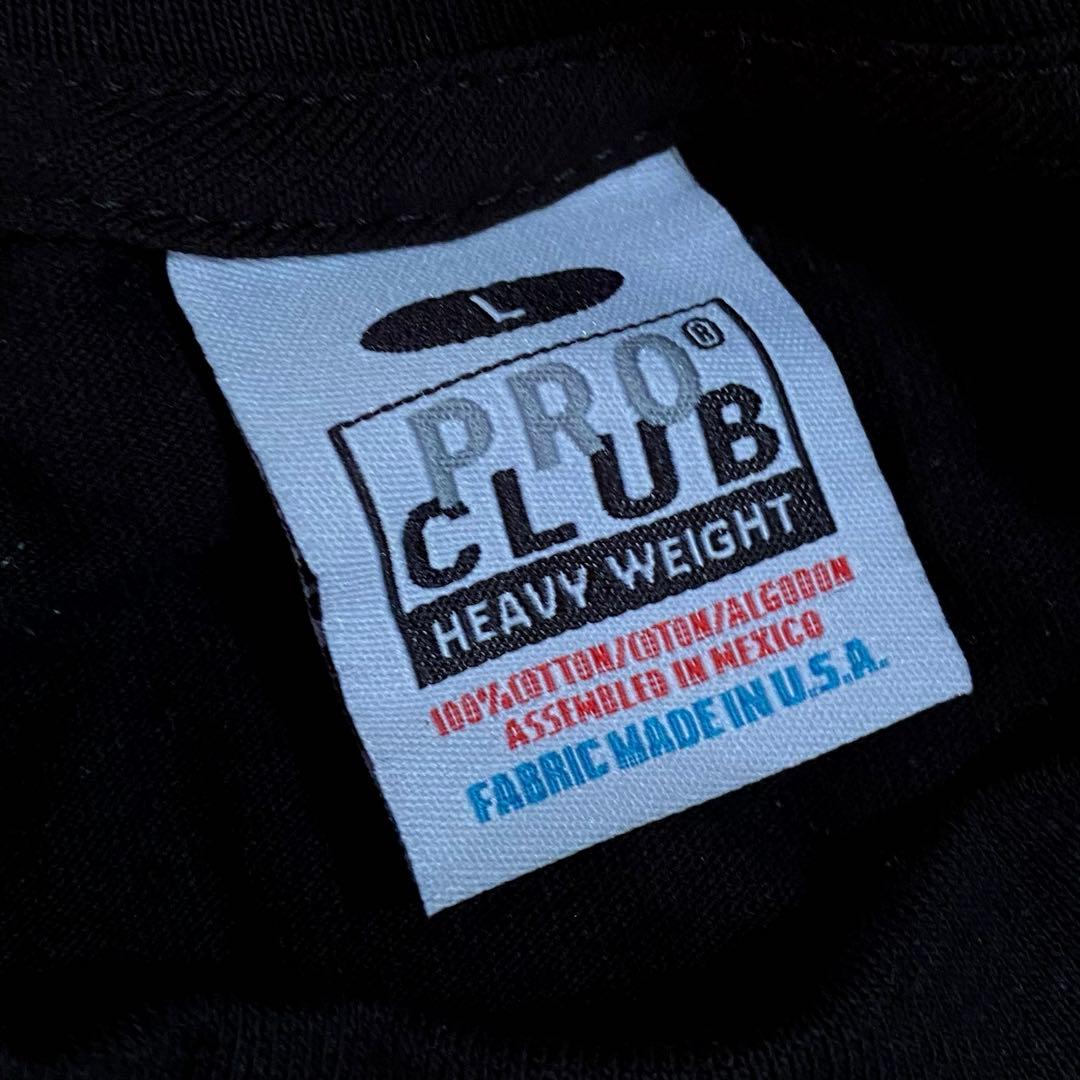 L
PRO®
CLUB
HEAVY WEIGHT
100%COTTON/COTON/ALGODON
ASSEMBLED IN MEXICO
FABRIC MADE IN U.S.A.